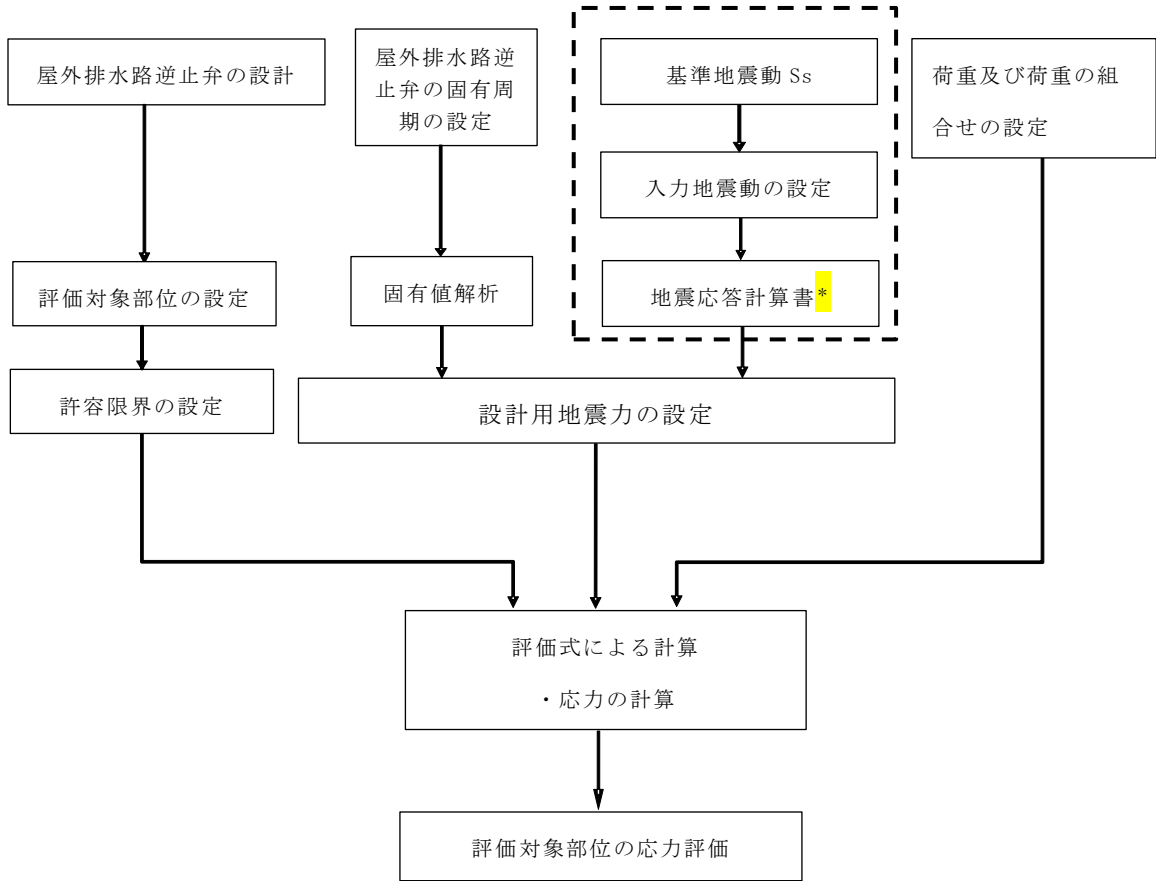 屋外排水路逆止弁の設計
屋外排水路逆
止弁の固有周
期の設定
基準地震動 Ss
荷重及び荷重の組
合せの設定
入力地震動の設定
評価対象部位の設定
固有値解析
地震応答計算書*
許容限界の設定
設計用地震力の設定
評価式による計算
・応力の計算
評価対象部位の応力評価